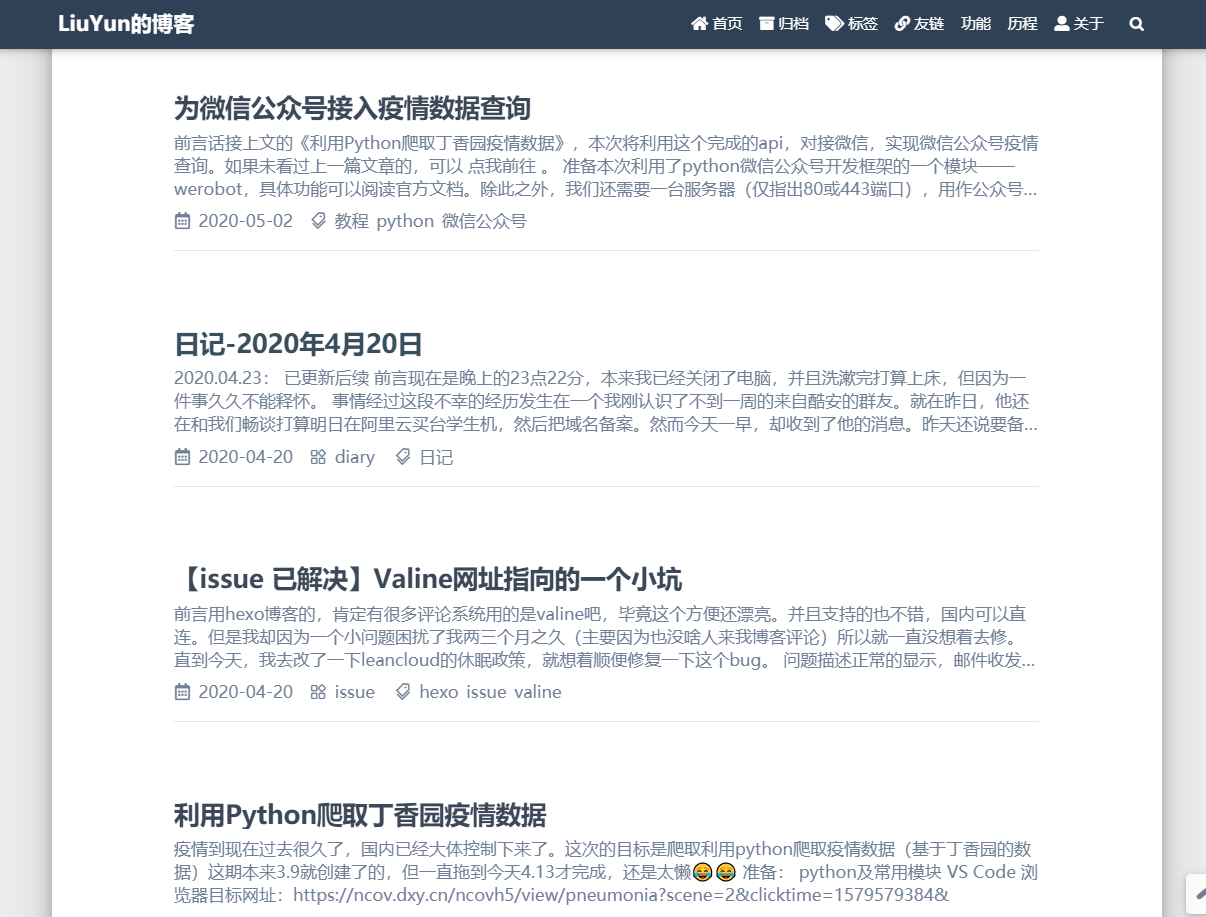 LiuYun的博客 首页 归档 标签 友链 功能 历程 关于
为微信公众号接入疫情数据查询
前言话接上文的《利用Python爬取丁香园疫情数据》，本次将利用这个完成的api，对接微信，实现微信公众号疫情
查询。如果未看过上一篇文章的，可以 点我前往 。 准备本次利用了python微信公众号开发框架的一个模块——
werobot，具体功能可以阅读官方文档。除此之外，我们还需要一台服务器（仅指出80或443端口），用作公众号...
2020-05-02 教程 python 微信公众号
日记-2020年4月20日
2020.04.23： 已更新后续 前言现在是晚上的23点22分，本来我已经关闭了电脑，并且洗漱完打算上床，但因为一
件事久久不能释怀。 事情经过这段不幸的经历发生在一个我刚认识了不到一周的来自酷安的群友。就在昨日，他还
在和我们畅谈打算明日在阿里云买台学生机，然后把域名备案。然而今天一早，却收到了他的消息。昨天还说要备...
2020-04-20 diary 日记
【issue 已解决】Valine网址指向的一个小坑
前言用hexo博客的，肯定有很多评论系统用的是valine吧，毕竟这个方便还漂亮。并且支持的也不错，国内可以直
连。但是我却因为一个小问题困扰了我两三个月之久（主要因为也没啥人来我博客评论）所以就一直没想着去修。
直到今天，我去改了一下leancloud的休眠政策，就想着顺便修复一下这个bug。 问题描述正常的显示，邮件收发...
2020-04-20 issue hexo issue valine
利用Python爬取丁香园疫情数据
疫情到现在过去很久了，国内已经大体控制下来了。这次的目标是爬取利用python爬取疫情数据（基于丁香园的数
据）这期本来3.9就创建了的，但一直拖到今天4.13才完成，还是太懒😂😂 准备： python及常用模块 VS Code 浏
览器目标网址：https://ncov.dxy.cn/ncovh5/view/pneumonia?scene=2&clicktime=1579579384&